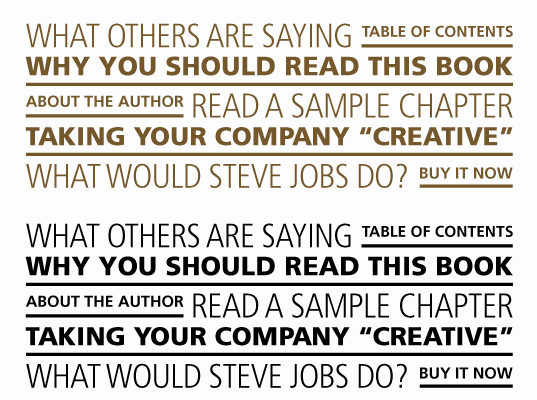 WHAT OTHERS ARE SAYING TABLE OF CONTENTS
WHY YOU SHOULD READ THIS BOOK
ABOUT THE AUTHOR READ A SAMPLE CHAPTER
TAKING YOUR COMPANY “CREATIVE”
WHAT WOULD STEVE JOBS DO? BUY IT NOW
WHAT OTHERS ARE SAYING TABLE OF CONTENTS
WHY YOU SHOULD READ THIS BOOK
ABOUT THE AUTHOR READ A SAMPLE CHAPTER
TAKING YOUR COMPANY “CREATIVE”
WHAT WOULD STEVE JOBS DO? BUY IT NOW